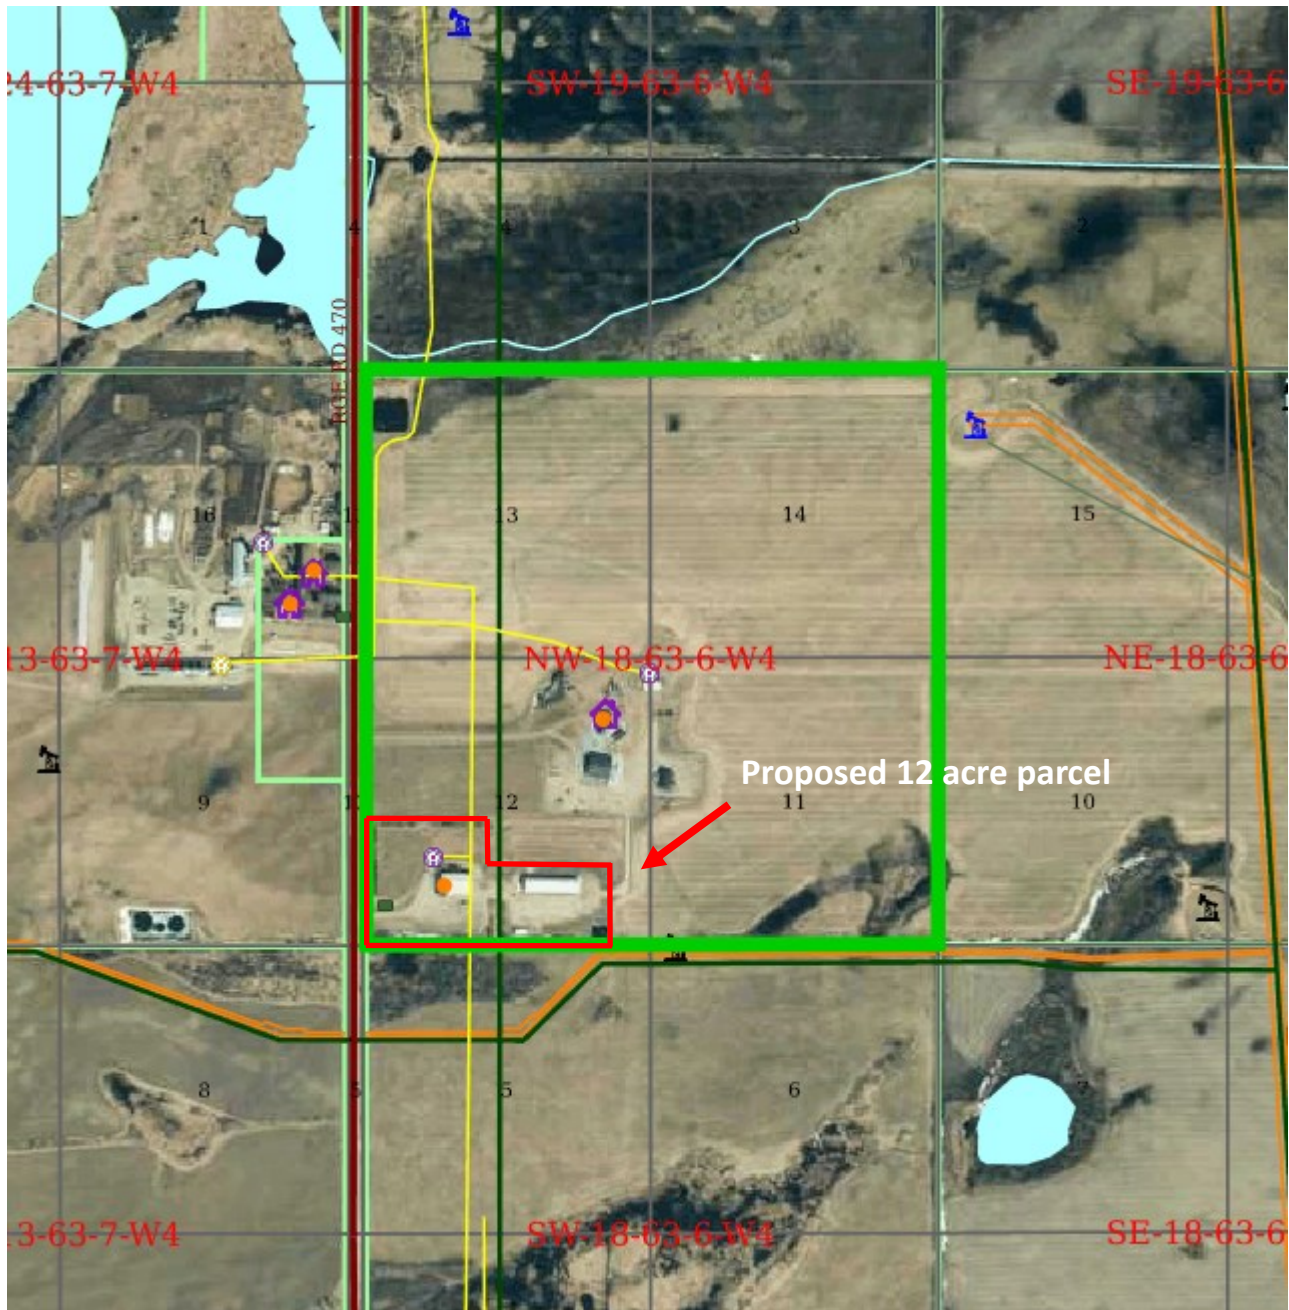 24-63-7-W4 SW-19-63-6-W4 SE-19-63-6
1 4 4 3 2
RGE RD 470
16 13 14 15
13-63-7-W4 NW-18-63-6-W4 NE-18-63-6
Proposed 12 acre parcel
9 12 11 10
8 5 5 6 7
13-63-7-W4 SW-18-63-6-W4 SE-18-63-6